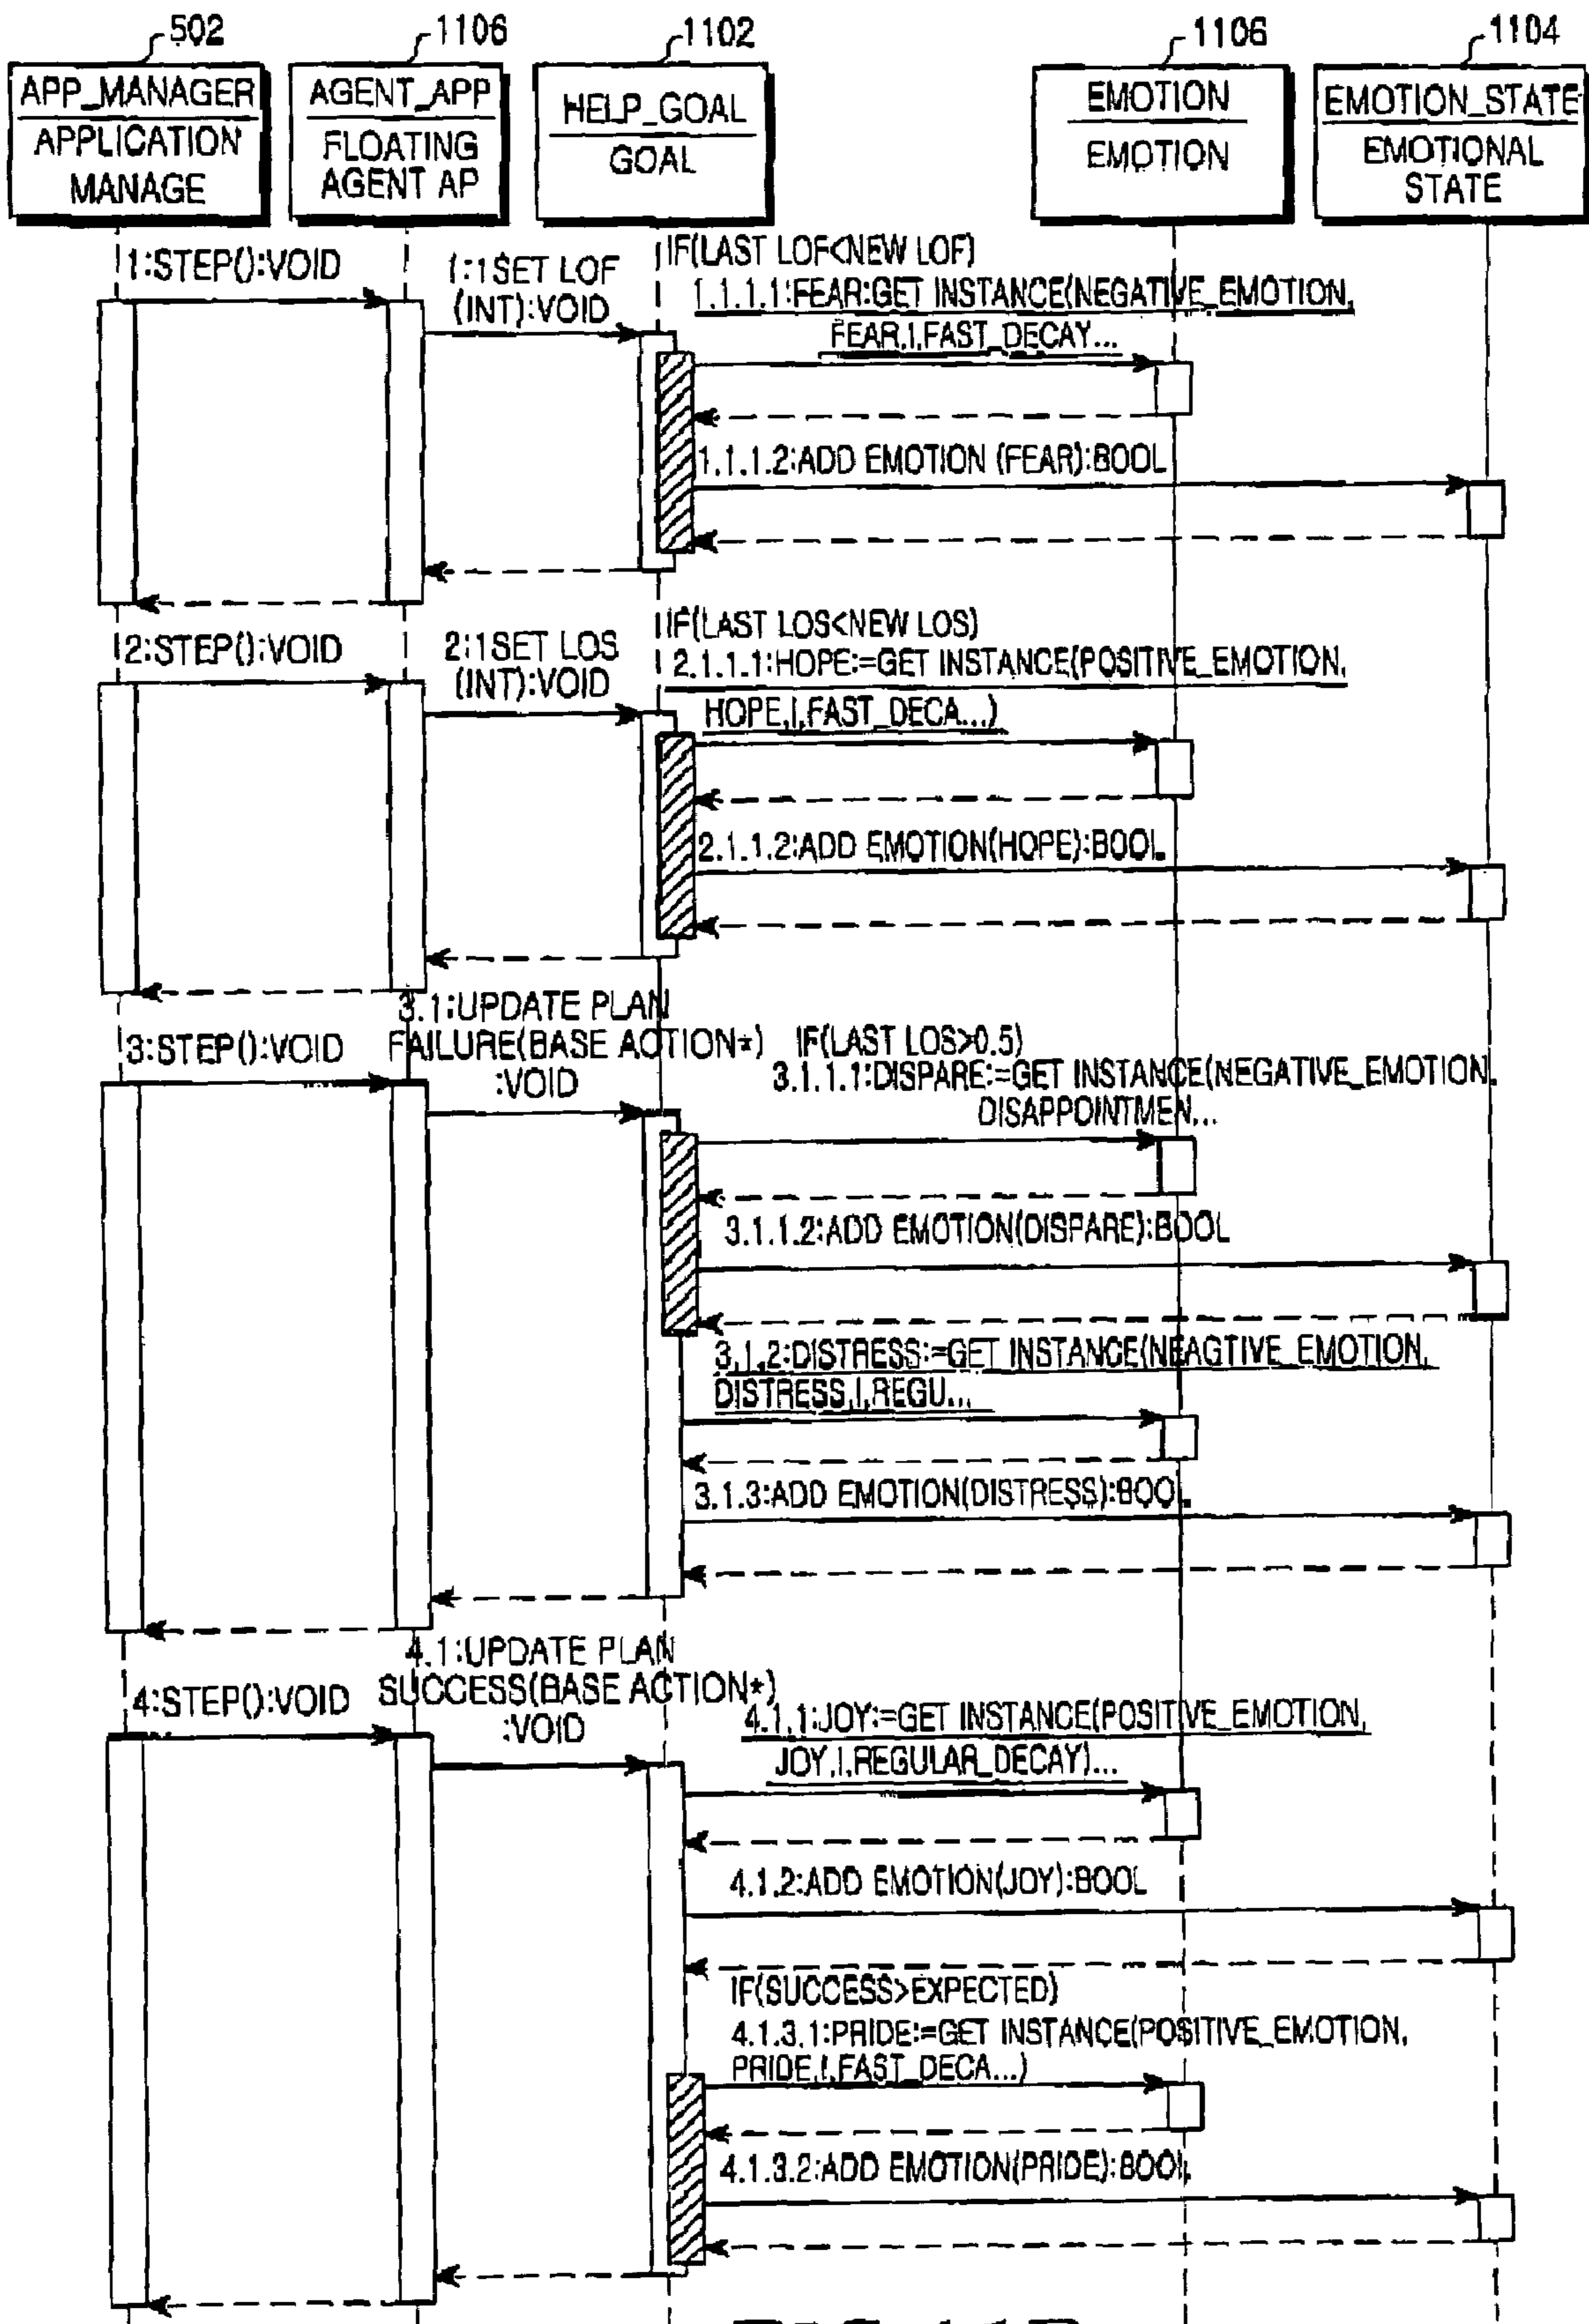 502
1106
1102
1106
1104
APP_MANAGER
APPLICATION
MANAGE
AGENT_APP
FLOATING
AGENT AP
HELP_GOAL
GOAL
EMOTION
EMOTION
EMOTION_STATE
EMOTIONAL
STATE
1:STEP():VOID
1:1SET LOF
(INT):VOID
IF(LAST LOF<NEW LOF)
1.1.1.1:FEAR:GET INSTANCE(NEGATIVE_EMOTION,
FEAR,I,FAST_DECAY...
1.1.1.2:ADD EMOTION (FEAR):BOOL
2:STEP():VOID
2:1SET LOS
(INT):VOID
IF(LAST LOS<NEW LOS)
2.1.1.1:HOPE:=GET INSTANCE(POSITIVE_EMOTION,
HOPE,I,FAST_DECA...)
2.1.1.2:ADD EMOTION(HOPE):BOOL
3:STEP():VOID
3.1:UPDATE PLAN
FAILURE(BASE ACTION*)
:VOID
IF(LAST LOS>0.5)
3.1.1.1:DISPARE:=GET INSTANCE(NEGATIVE_EMOTION,
DISAPPOINTMEN...
3.1.1.2:ADD EMOTION(DISPARE):BOOL
3.1.2:DISTRESS:=GET INSTANCE(NEAGTIVE_EMOTION,
DISTRESS,I,REGU...
3.1.3:ADD EMOTION(DISTRESS):BOOL
4:STEP():VOID
4.1:UPDATE PLAN
SUCCESS(BASE ACTION*)
:VOID
4.1.1:JOY:=GET INSTANCE(POSITIVE_EMOTION,
JOY,I,REGULAR_DECAY)...
4.1.2:ADD EMOTION(JOY):BOOL
IF(SUCCESS>EXPECTED)
4.1.3.1:PRIDE:=GET INSTANCE(POSITIVE_EMOTION,
PRIDE,I,FAST_DECA...)
4.1.3.2:ADD EMOTION(PRIDE):BOOL